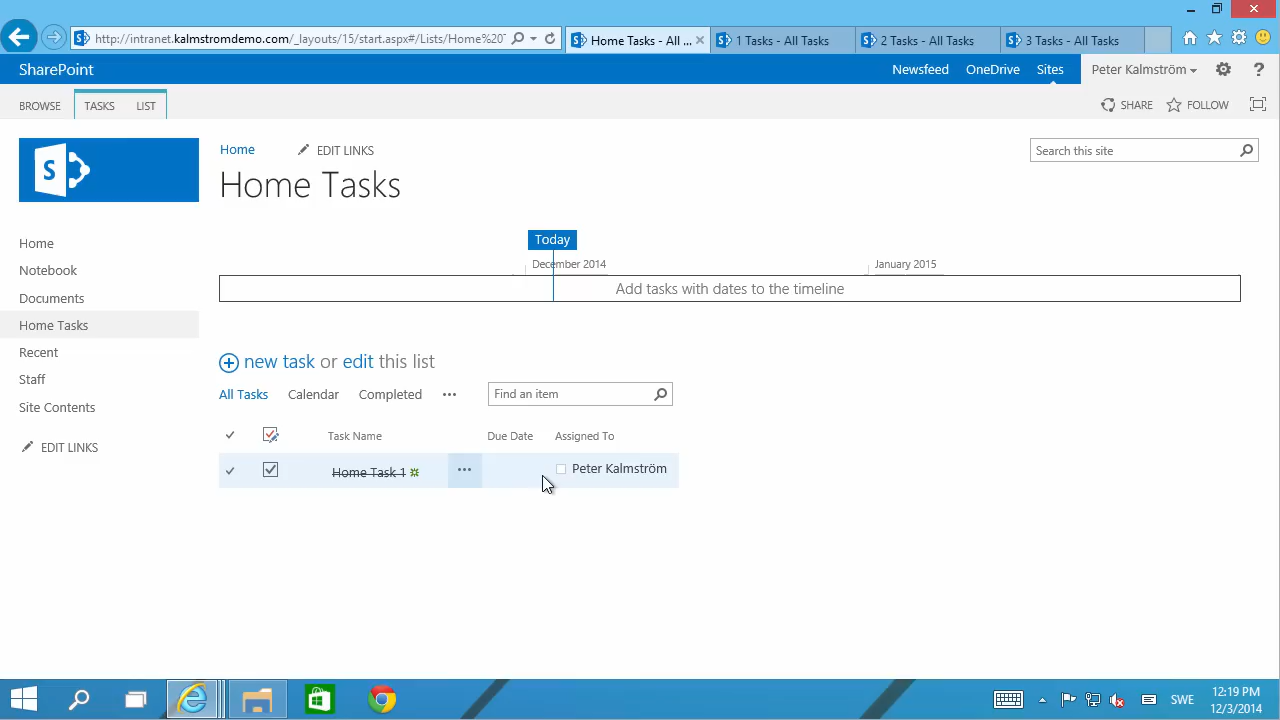 http://intranet.kalmstromdemo.com/_layouts/15/start.aspx#/Lists/Home%20
Home Tasks - All ...
1 Tasks - All Tasks
2 Tasks - All Tasks
3 Tasks - All Tasks
SharePoint
Newsfeed
OneDrive
Sites
Peter Kalmström
?
BROWSE
TASKS
LIST
SHARE
FOLLOW
S
Home
EDIT LINKS
Search this site
Home Tasks
Today
December 2014
January 2015
Add tasks with dates to the timeline
Home
Notebook
Documents
Home Tasks
Recent
Staff
Site Contents
EDIT LINKS
new task or edit this list
All Tasks
Calendar
Completed
...
Find an item
Task Name
Due Date
Assigned To
Home Task 1
...
Peter Kalmström
SWE
12:19 PM
12/3/2014